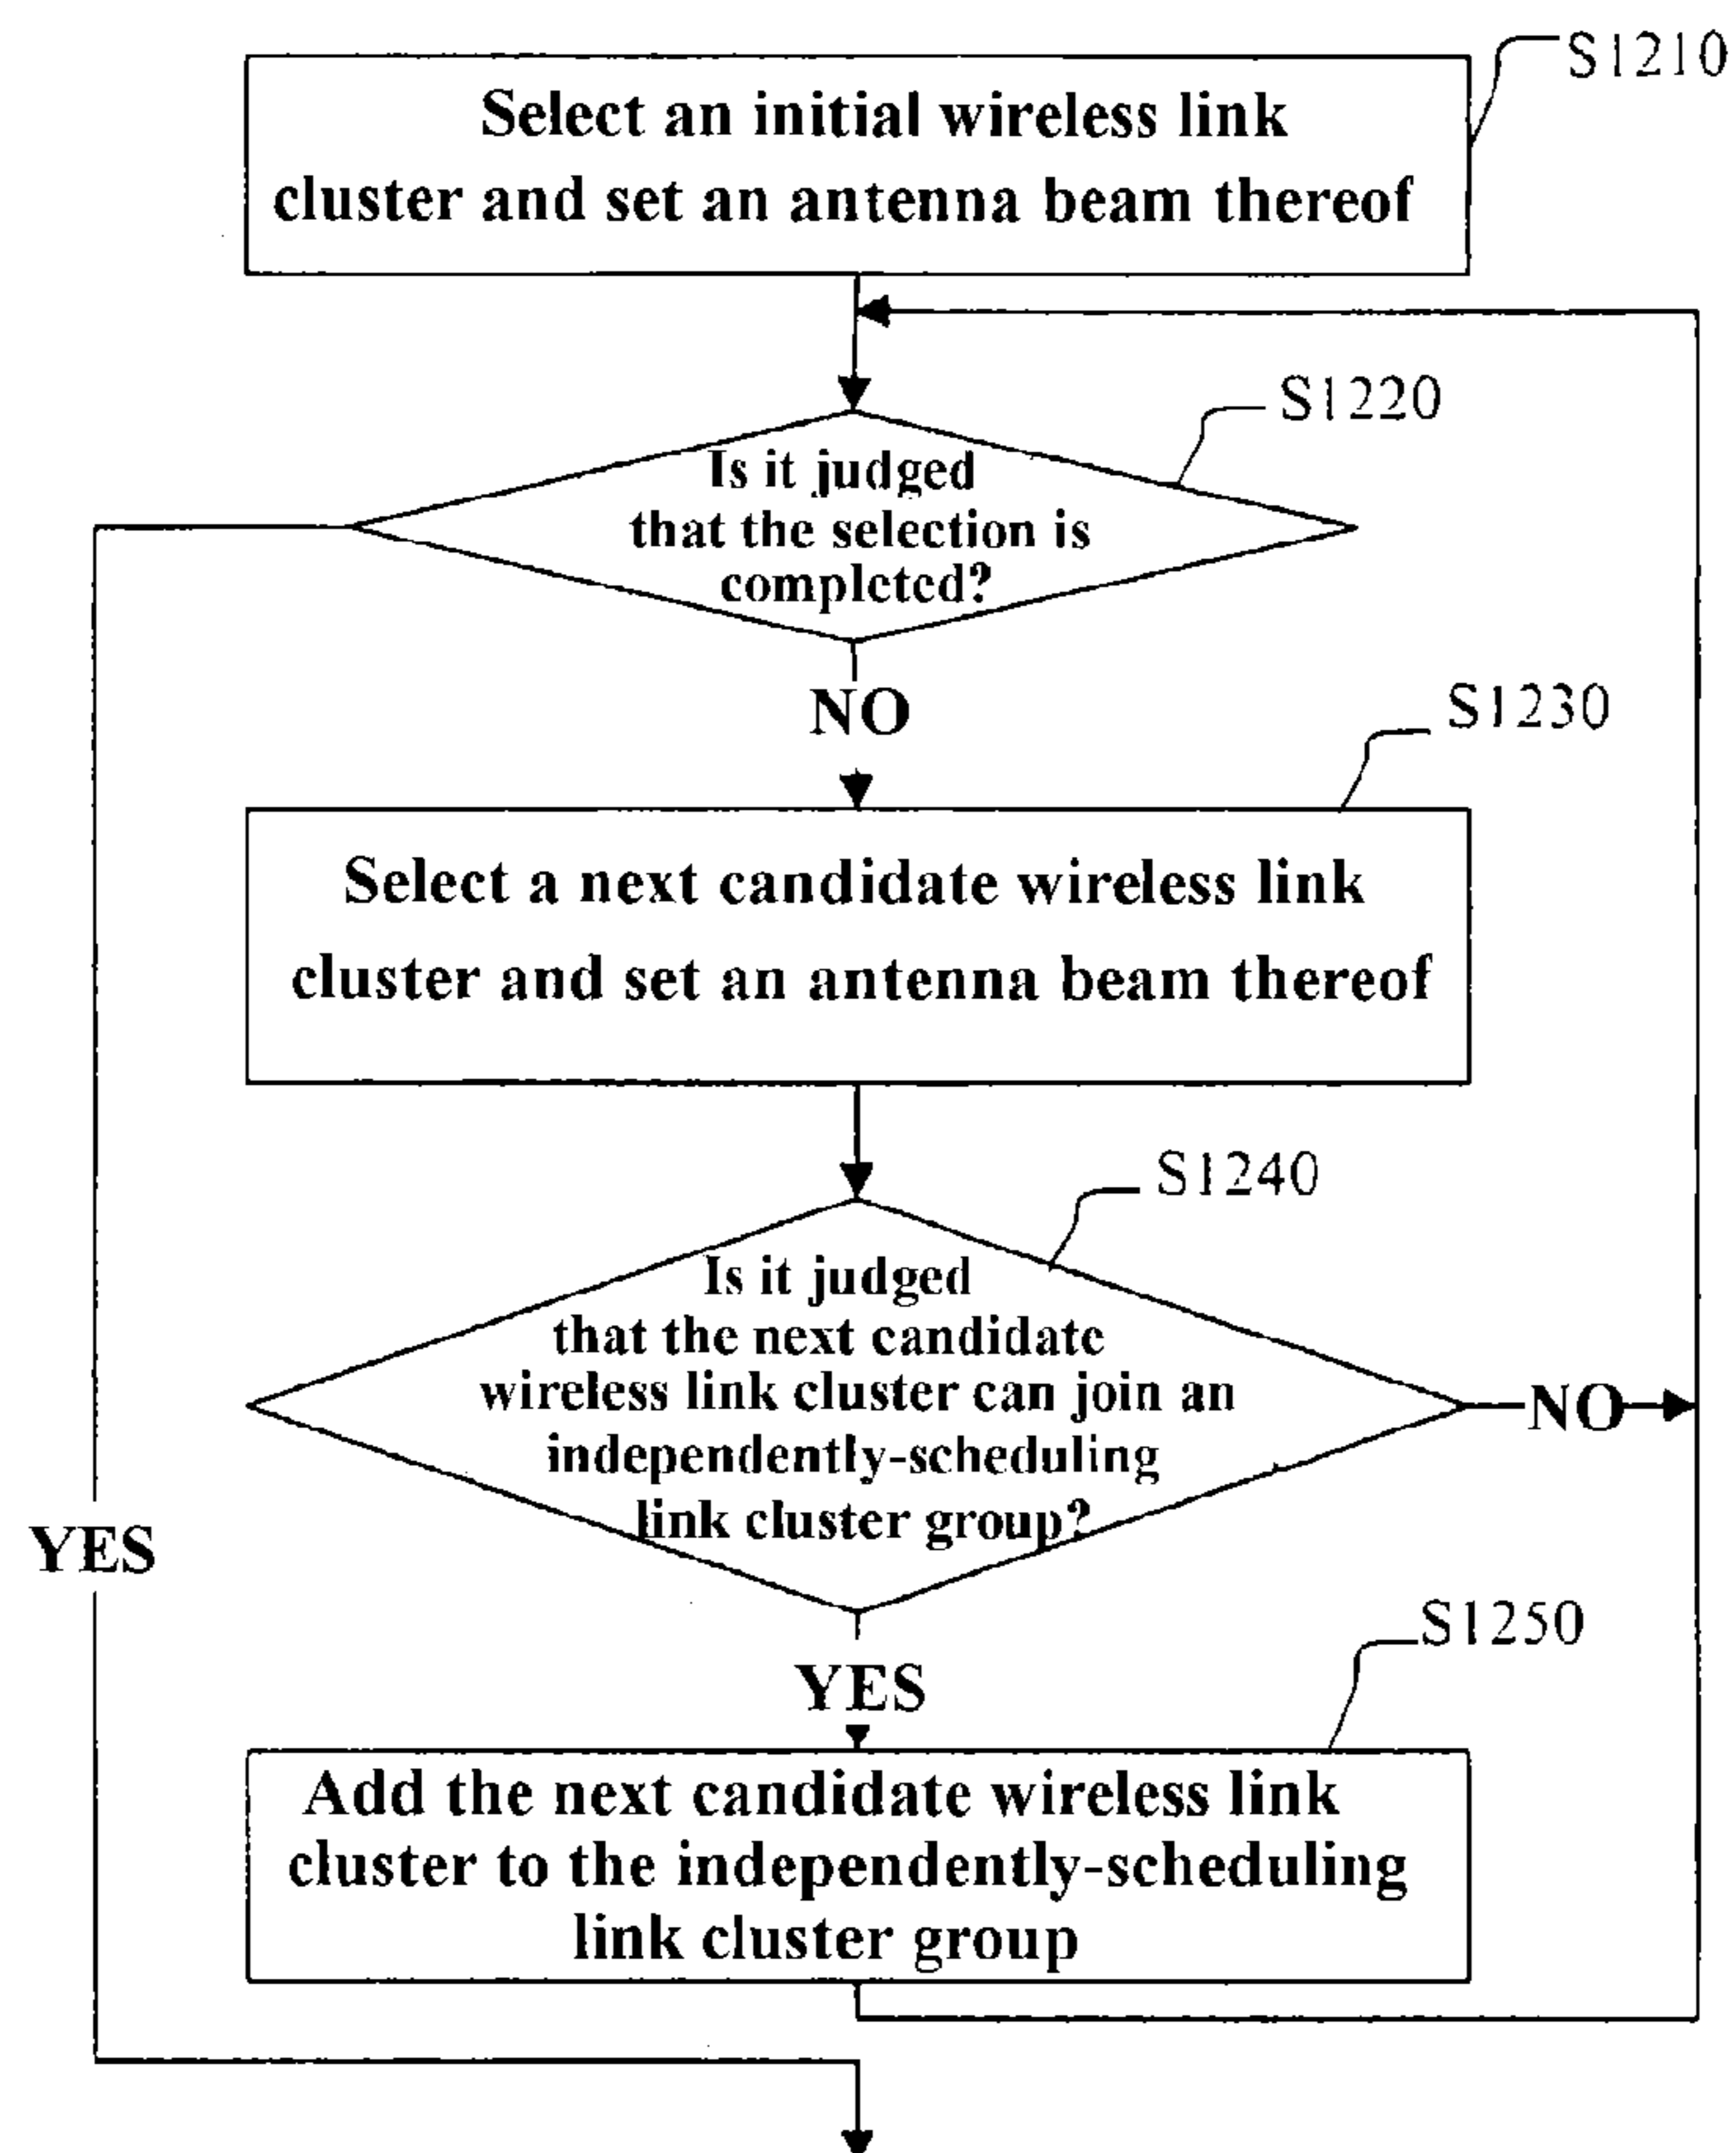 S1210
Select an initial wireless link
cluster and set an antenna beam thereof
S1220
Is it judged
that the selection is
completed?
NO
S1230
Select a next candidate wireless link
cluster and set an antenna beam thereof
S1240
Is it judged
that the next candidate
wireless link cluster can join an
independently-scheduling
link cluster group?
NO
YES
YES
S1250
Add the next candidate wireless link
cluster to the independently-scheduling
link cluster group